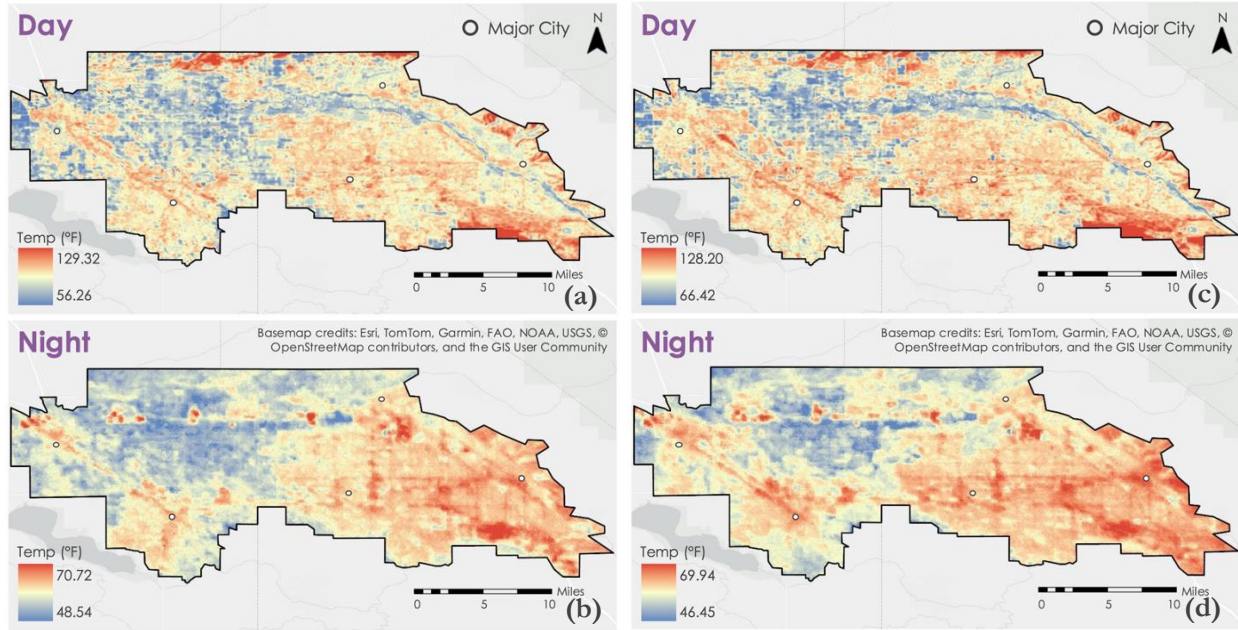 Day
Major City
N
Temp (°F)
129.32
56.26
0 5 10
Miles
(a)
Day
Major City
N
Temp (°F)
128.20
66.42
0 5 10
Miles
(c)
Night
Basemap credits: Esri, TomTom, Garmin, FAO, NOAA, USGS, ©
OpenStreetMap contributors, and the GIS User Community
Temp (°F)
70.72
48.54
0 5 10
Miles
(b)
Night
Basemap credits: Esri, TomTom, Garmin, FAO, NOAA, USGS, ©
OpenStreetMap contributors, and the GIS User Community
Temp (°F)
69.94
46.45
0 5 10
Miles
(d)